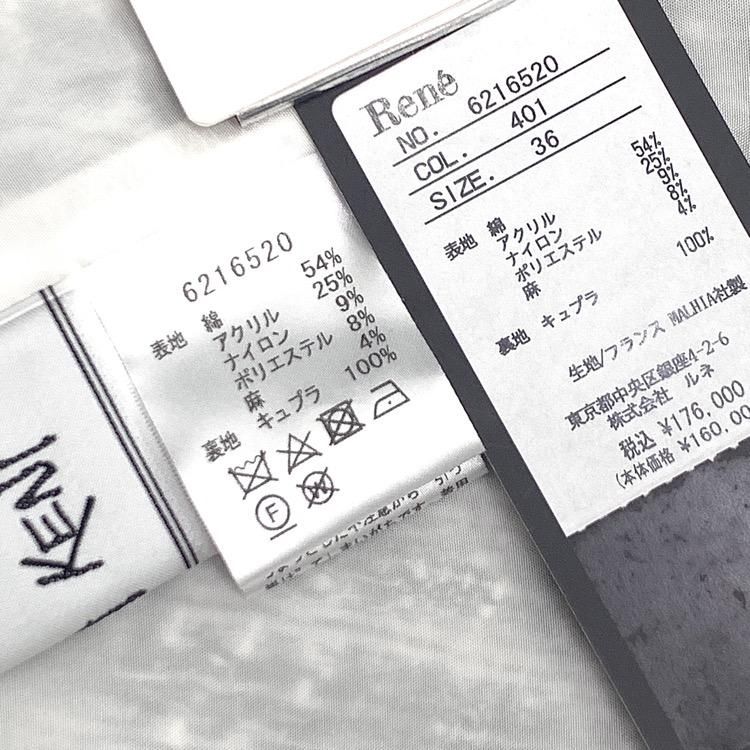 René
NO. 6216520
COL. 401
SIZE. 36
表地 綿 54%
アクリル 25%
ナイロン 9%
ポリエステル 8%
麻 4%
裏地 キュプラ 100%
生地/フランス MALHIA社製
東京都中央区銀座4-2-6
株式会社 ルネ
税込 ¥176,000
(本体価格 ¥160,00
6216520
表地 綿 54%
アクリル 25%
ナイロン 9%
ポリエステル 8%
麻 4%
裏地 キュプラ 100%
F
W
KENT